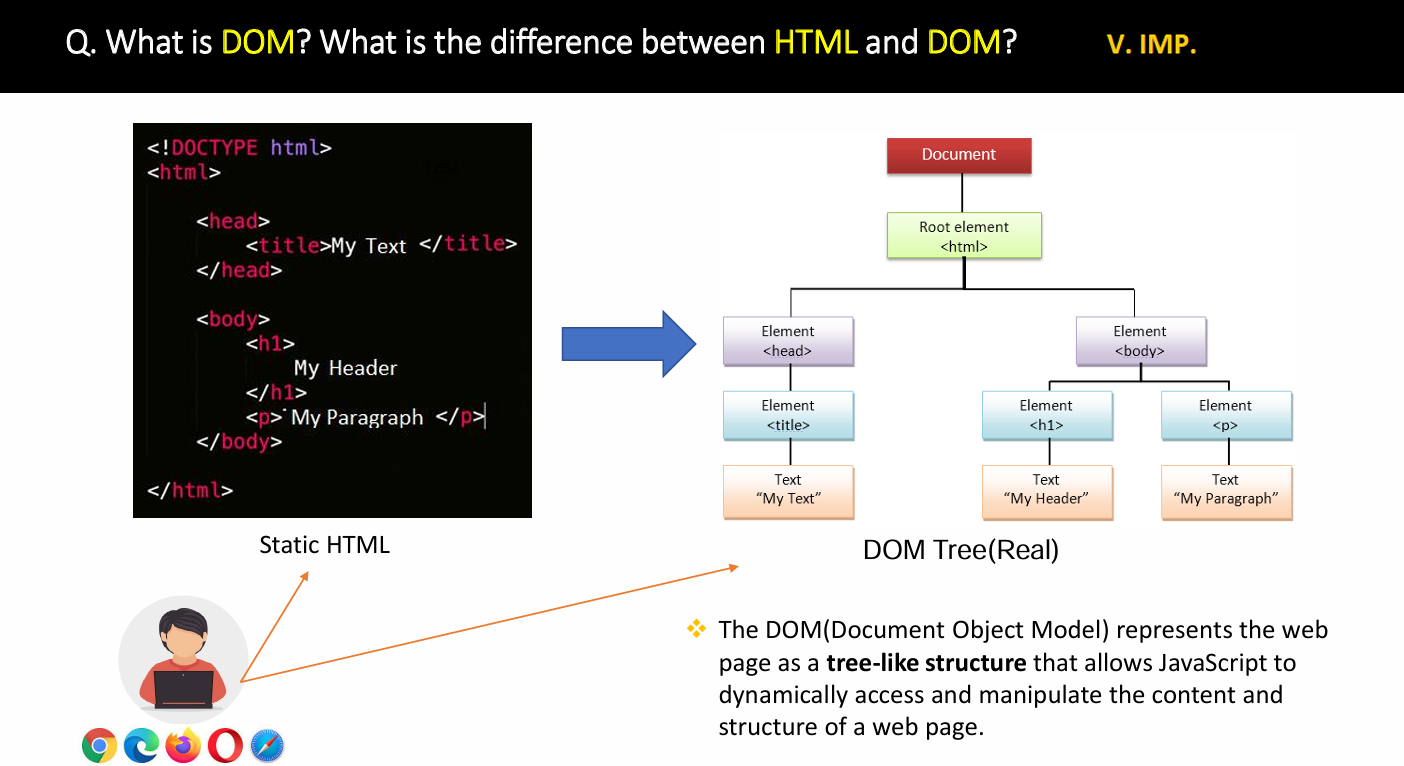 Q. What is DOM? What is the difference between HTML and DOM?
V. IMP.
<!DOCTYPE html>
<html>
<head>
<title>My Text </title>
</head>
<body>
<h1>
My Header
</h1>
<p> My Paragraph </p>
</body>
</html>
Static HTML
Document
Root element
<html>
Element
<head>
Element
<body>
Element
<title>
Element
<h1>
Element
<p>
Text
“My Text”
Text
“My Header”
Text
“My Paragraph”
DOM Tree(Real)
The DOM(Document Object Model) represents the web
page as a tree-like structure that allows JavaScript to
dynamically access and manipulate the content and
structure of a web page.